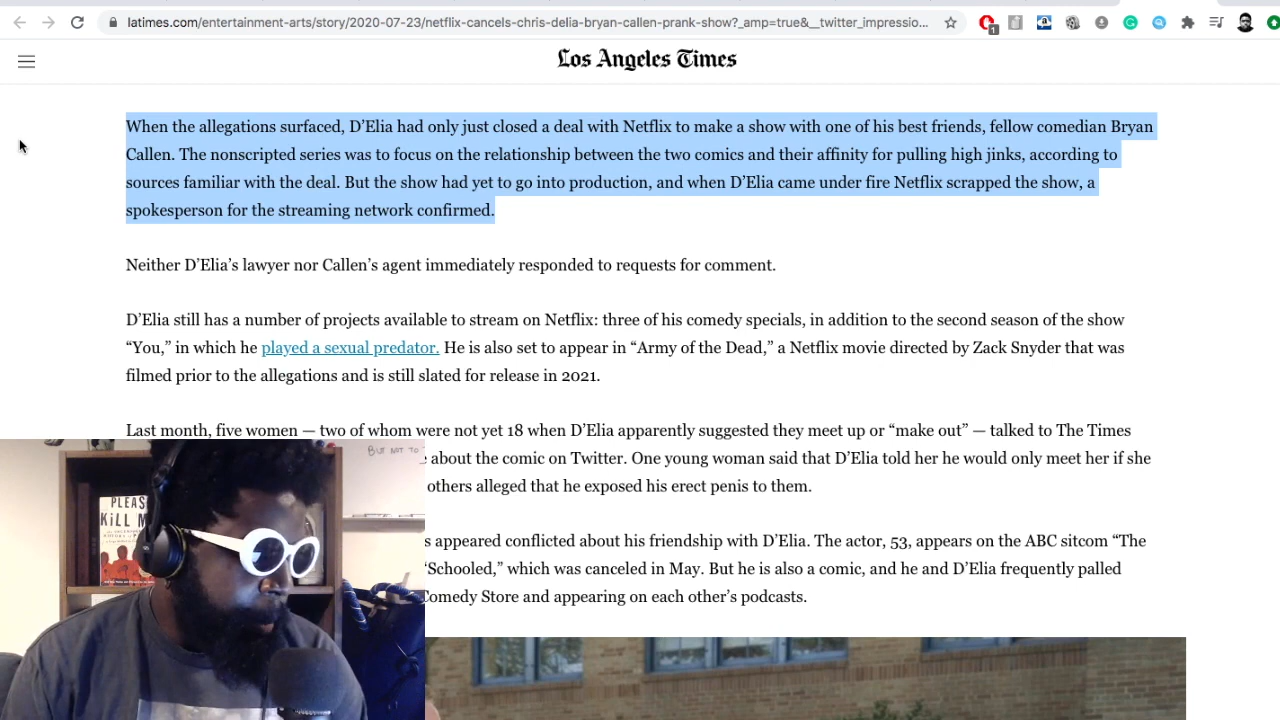 latimes.com/entertainment-arts/story/2020-07-23/netflix-cancels-chris-delia-bryan-callen-prank-show?_amp=true&__twitter_impressio...
1
Los Angeles Times
When the allegations surfaced, D’Elia had only just closed a deal with Netflix to make a show with one of his best friends, fellow comedian Bryan
Callen. The nonscripted series was to focus on the relationship between the two comics and their affinity for pulling high jinks, according to
sources familiar with the deal. But the show had yet to go into production, and when D’Elia came under fire Netflix scrapped the show, a
spokesperson for the streaming network confirmed.
Neither D’Elia’s lawyer nor Callen’s agent immediately responded to requests for comment.
D’Elia still has a number of projects available to stream on Netflix: three of his comedy specials, in addition to the second season of the show
“You,” in which he played a sexual predator. He is also set to appear in “Army of the Dead,” a Netflix movie directed by Zack Snyder that was
filmed prior to the allegations and is still slated for release in 2021.
Last month, five women — two of whom were not yet 18 when D’Elia apparently suggested they meet up or “make out” — talked to The Times
about the comic on Twitter. One young woman said that D’Elia told her he would only meet her if she
others alleged that he exposed his erect penis to them.
s appeared conflicted about his friendship with D’Elia. The actor, 53, appears on the ABC sitcom “The
“Schooled,” which was canceled in May. But he is also a comic, and he and D’Elia frequently palled
Comedy Store and appearing on each other’s podcasts.
BUT NOT TO
PLEAS
KILL M